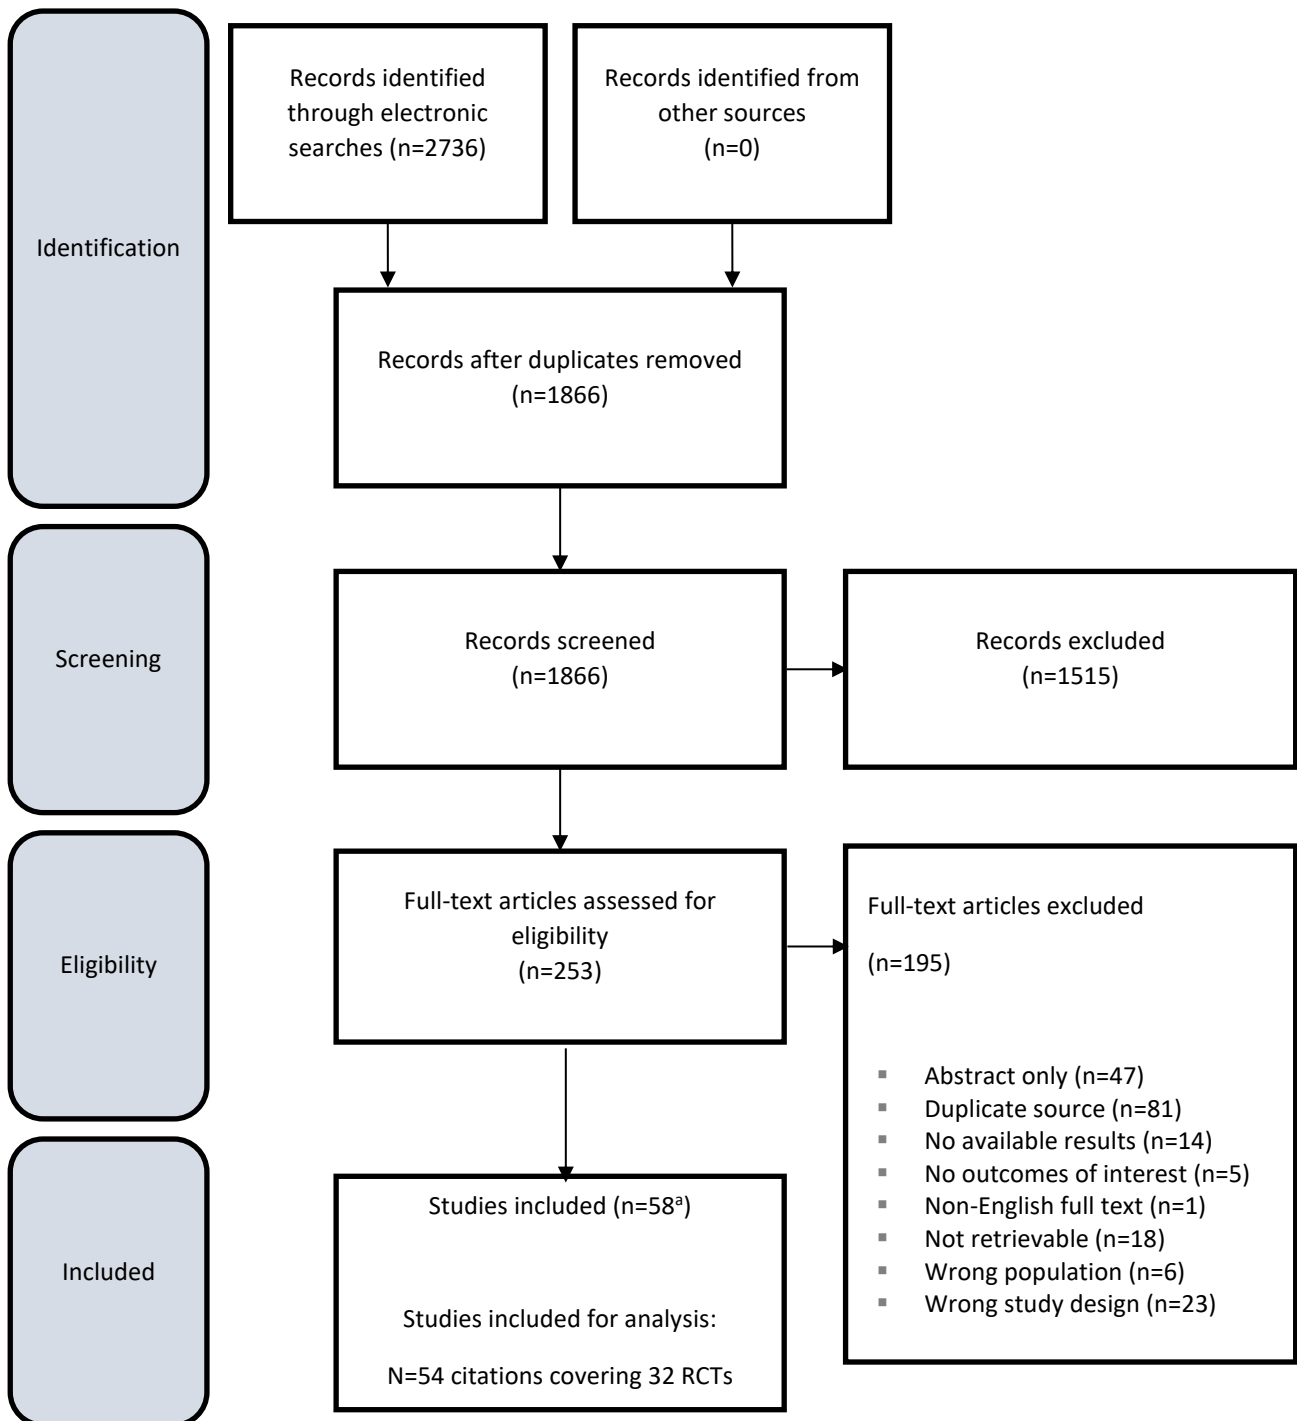 Identification
Records identified
through electronic
searches (n=2736)
Records identified from
other sources
(n=0)
Records after duplicates removed
(n=1866)
Screening
Records screened
(n=1866)
Records excluded
(n=1515)
Eligibility
Full-text articles assessed for
eligibility
(n=253)
Full-text articles excluded
(n=195)
▪ Abstract only (n=47)
▪ Duplicate source (n=81)
▪ No available results (n=14)
▪ No outcomes of interest (n=5)
▪ Non-English full text (n=1)
▪ Not retrievable (n=18)
▪ Wrong population (n=6)
▪ Wrong study design (n=23)
Included
Studies included (n=58ᵃ)
Studies included for analysis:
N=54 citations covering 32 RCTs